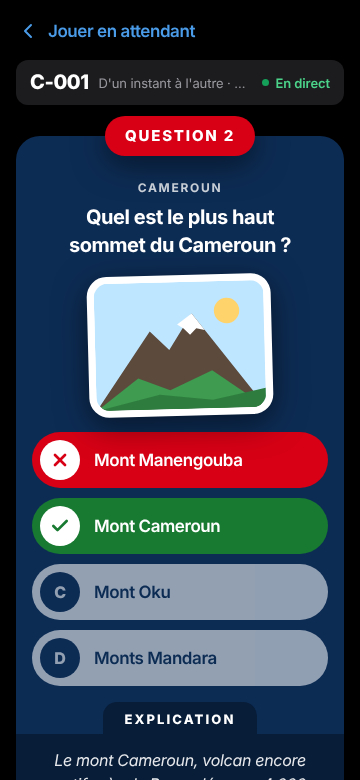 Jouer en attendant
C-001 D'un instant à l'autre · ... En direct
QUESTION 2
CAMEROUN
Quel est le plus haut
sommet du Cameroun ?
Mont Manengouba
Mont Cameroun
C Mont Oku
D Monts Mandara
EXPLICATION
Le mont Cameroun, volcan encore